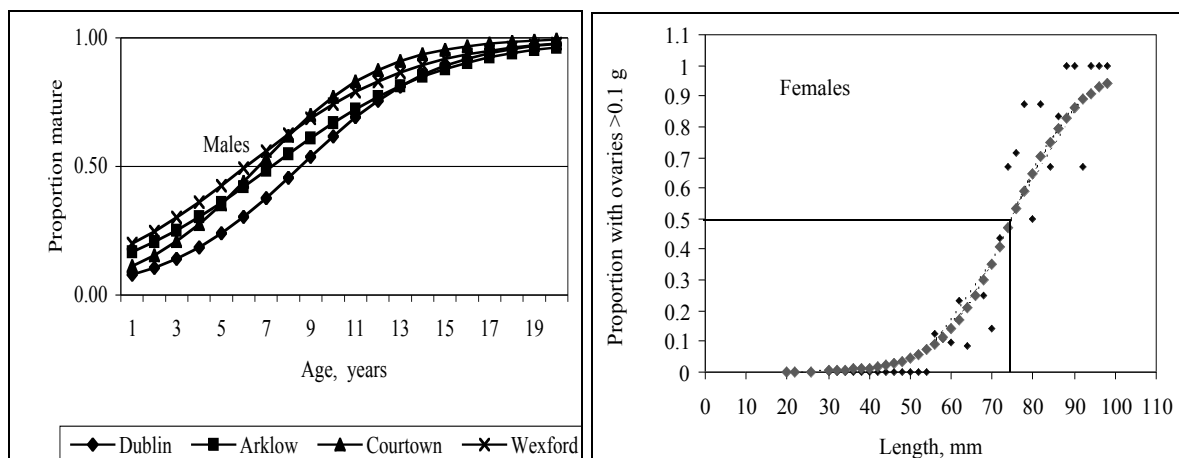 1.00
0.50
0.00
Proportion mature
Males
1 3 5 7 9 11 13 15 17 19
Age, years
Dublin Arklow Courtown Wexford
1.1
1
0.9
0.8
0.7
0.6
0.5
0.4
0.3
0.2
0.1
0
Proportion with ovaries >0.1 g
Females
0 10 20 30 40 50 60 70 80 90 100 110
Length, mm